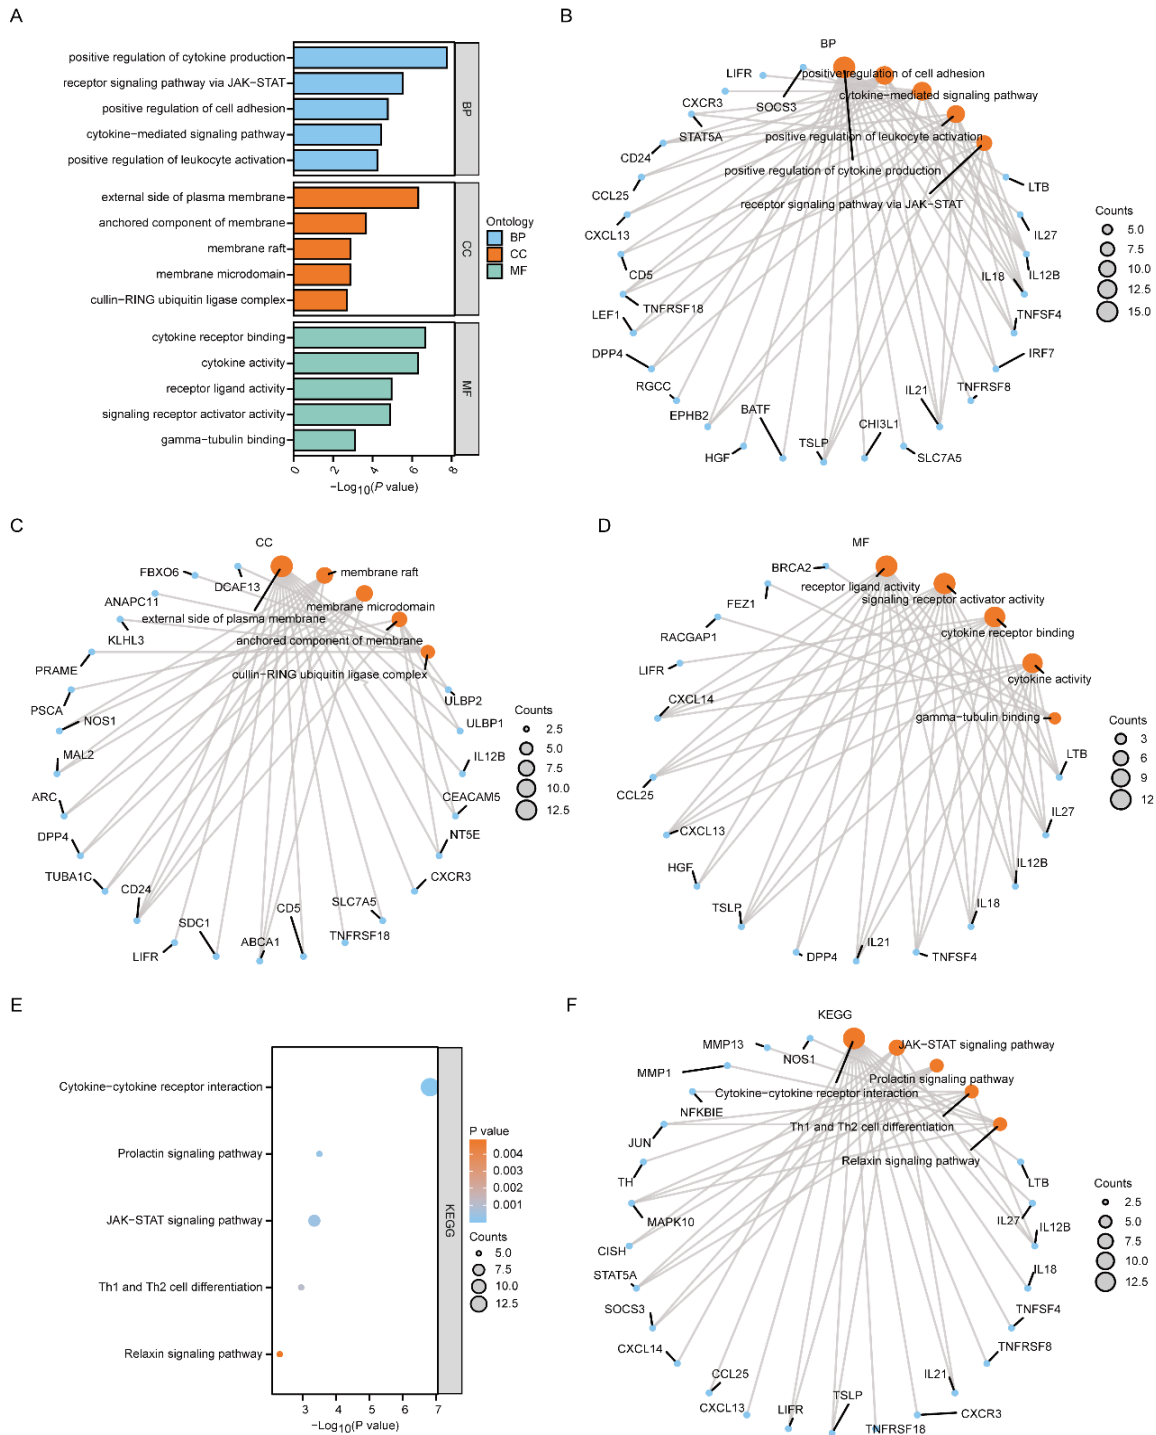 A
positive regulation of cytokine production
receptor signaling pathway via JAK−STAT
positive regulation of cell adhesion
cytokine−mediated signaling pathway
positive regulation of leukocyte activation
BP
external side of plasma membrane
anchored component of membrane
membrane raft
membrane microdomain
cullin−RING ubiquitin ligase complex
CC
cytokine receptor binding
cytokine activity
receptor ligand activity
signaling receptor activator activity
gamma−tubulin binding
MF
0 2 4 6 8
−Log10(P value)
Ontology
BP
CC
MF
B
BP
LIFR
SOCS3
CXCR3
STAT5A
CD24
CCL25
CXCL13
CD5
TNFRSF18
LEF1
DPP4
RGCC
EPHB2
HGF
BATF
TSLP
CHI3L1
SLC7A5
IL21
TNFRSF8
IRF7
TNFSF4
IL18
IL12B
IL27
LTB
positive regulation of cell adhesion
cytokine−mediated signaling pathway
positive regulation of leukocyte activation
positive regulation of cytokine production
receptor signaling pathway via JAK−STAT
Counts
5.0
7.5
10.0
12.5
15.0
C
CC
FBXO6
DCAF13
ANAPC11
KLHL3
PRAME
PSCA
NOS1
MAL2
ARC
DPP4
TUBA1C
CD24
LIFR
SDC1
ABCA1
CD5
TNFRSF18
SLC7A5
CXCR3
NT5E
CEACAM5
IL12B
ULBP1
ULBP2
membrane raft
membrane microdomain
external side of plasma membrane
anchored component of membrane
cullin−RING ubiquitin ligase complex
Counts
2.5
5.0
7.5
10.0
12.5
D
MF
BRCA2
FEZ1
RACGAP1
LIFR
CXCL14
CCL25
CXCL13
HGF
TSLP
DPP4
IL21
TNFSF4
IL18
IL12B
IL27
LTB
receptor ligand activity
signaling receptor activator activity
cytokine receptor binding
cytokine activity
gamma−tubulin binding
Counts
3
6
9
12
E
Cytokine−cytokine receptor interaction
Prolactin signaling pathway
JAK−STAT signaling pathway
Th1 and Th2 cell differentiation
Relaxin signaling pathway
KEGG
3 4 5 6 7
−Log10(P value)
P value
0.004
0.003
0.002
0.001
Counts
5.0
7.5
10.0
12.5
F
KEGG
MMP13
NOS1
MMP1
NFKBIE
JUN
TH
MAPK10
CISH
STAT5A
SOCS3
CXCL14
CCL25
CXCL13
LIFR
TSLP
TNFRSF18
CXCR3
IL21
TNFRSF8
TNFSF4
IL18
IL12B
IL27
LTB
JAK−STAT signaling pathway
Prolactin signaling pathway
Cytokine−cytokine receptor interaction
Th1 and Th2 cell differentiation
Relaxin signaling pathway
Counts
2.5
5.0
7.5
10.0
12.5